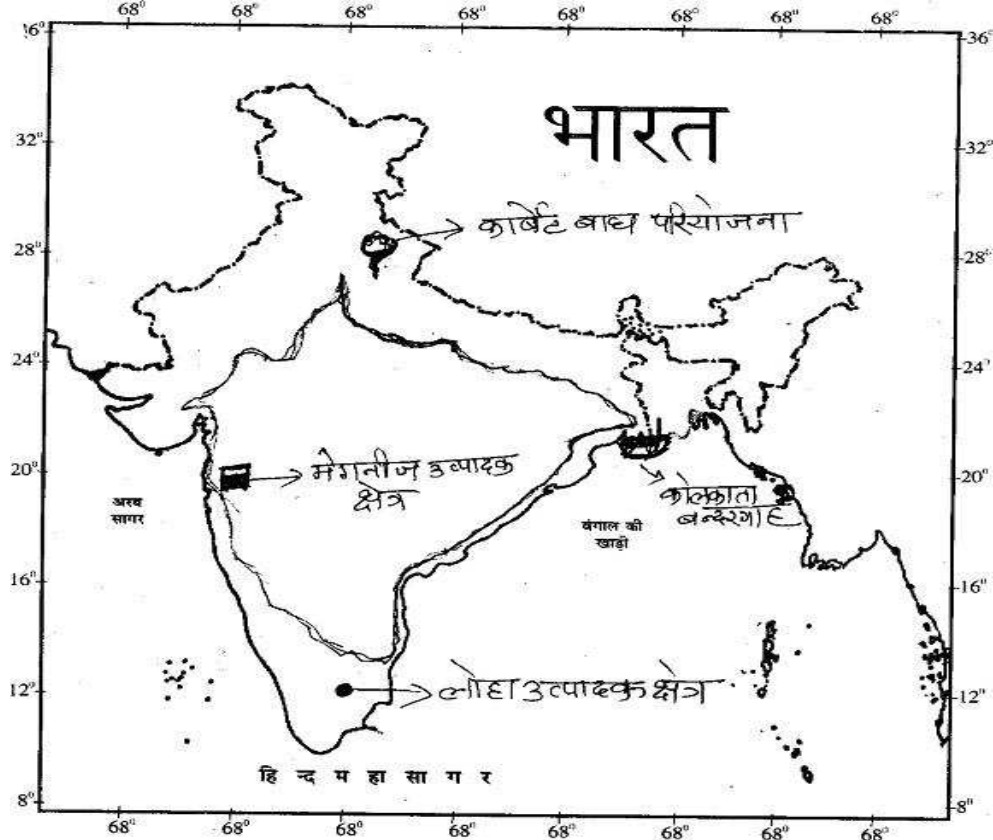 68° 68° 68° 68° 68° 68° 68°
36° 36°
भारत
32° 32°
कार्बेट बाघ परियोजना
28° 28°
24° 24°
मेगनीज उत्पादक
क्षेत्र
20° 20°
कोलकाता
बन्दरगाह
अरब
सागर
बंगाल की
खाड़ी
16° 16°
लोहा उत्पादक क्षेत्र
12° 12°
हिन्द महासागर
8° 8°
68° 68° 68° 68° 68° 68° 68° 68°